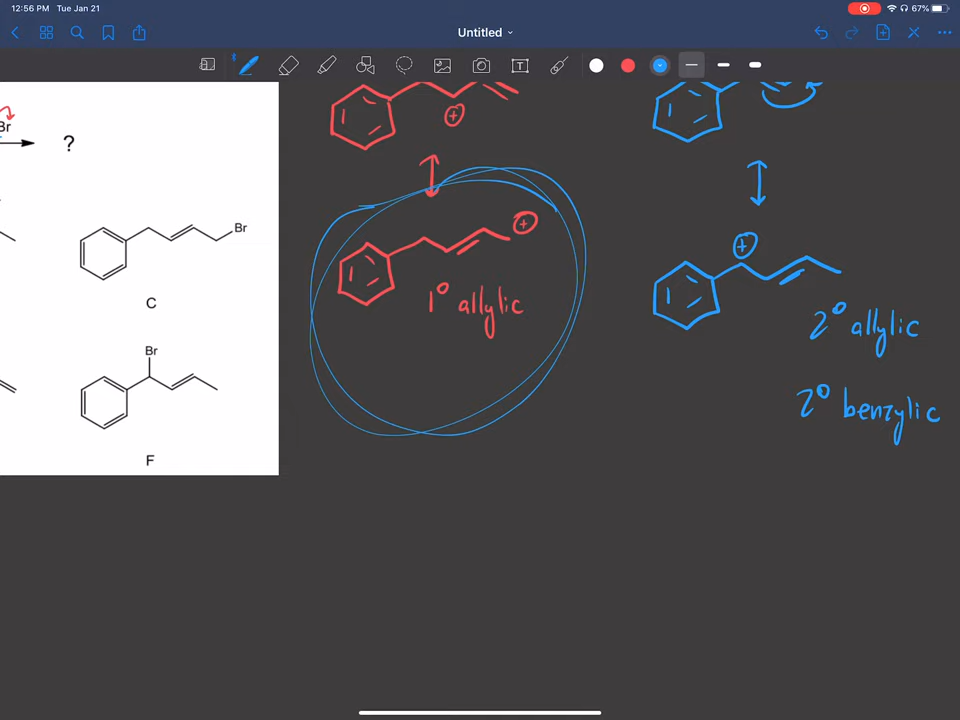 12:56 PM Tue Jan 21
67%
Untitled
T
Br
?
Br
C
Br
F
+
+
1° allylic
+
2° allylic
2° benzylic